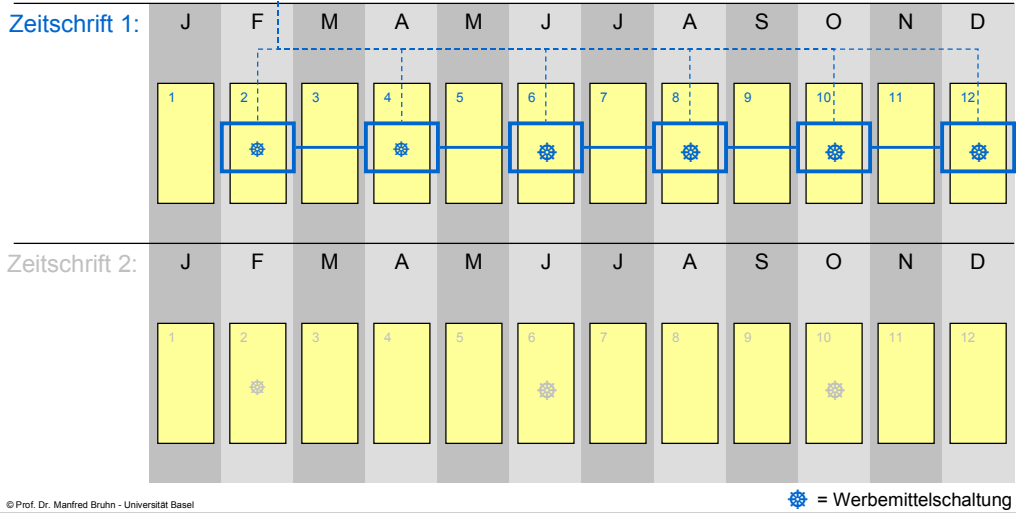 Zeitschrift 1: J F M A M J J A S O N D
1 2 3 4 5 6 7 8 9 10 11 12
Zeitschrift 2: J F M A M J J A S O N D
1 2 3 4 5 6 7 8 9 10 11 12
© Prof. Dr. Manfred Bruhn - Universität Basel
= Werbemittelschaltung